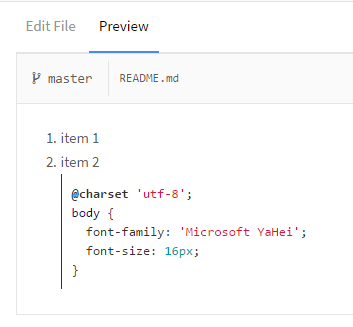 Edit File Preview
master README.md
1. item 1
2. item 2
@charset 'utf-8';
body {
  font-family: 'Microsoft YaHei';
  font-size: 16px;
}